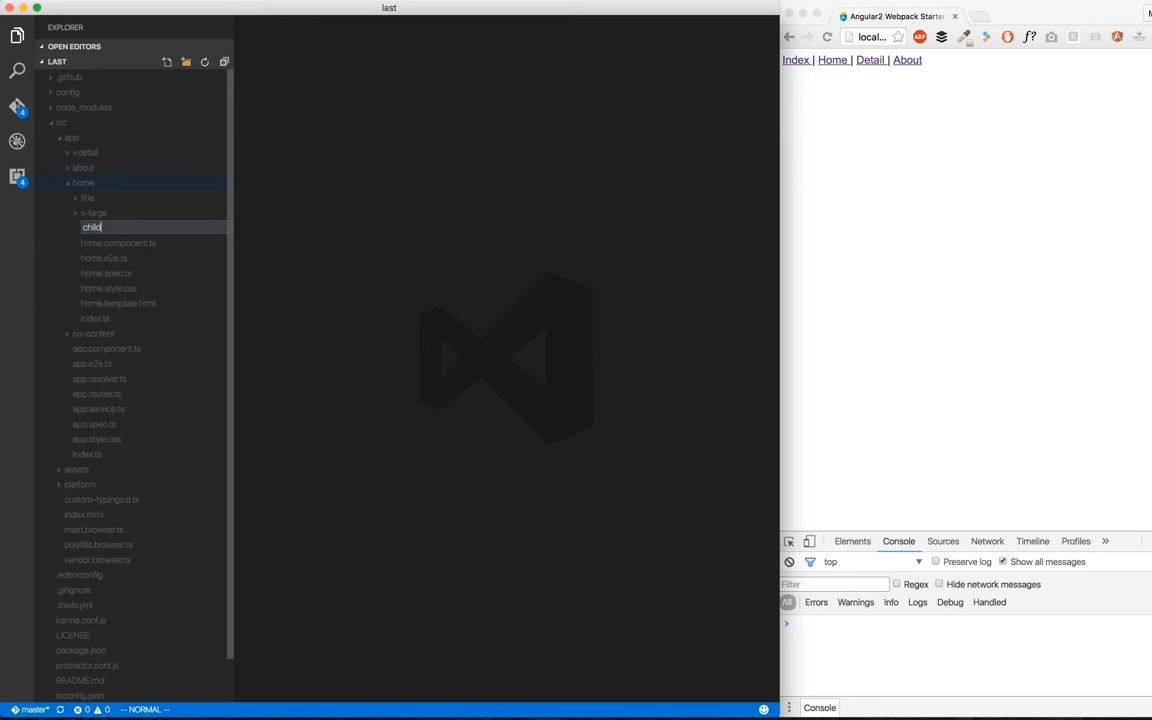 last
EXPLORER
OPEN EDITORS
LAST
.github
config
node_modules
src
app
+detail
about
home
title
x-large
child
home.component.ts
home.e2e.ts
home.spec.ts
home.style.css
home.template.html
index.ts
no-content
app.component.ts
app.e2e.ts
app.resolver.ts
app.routes.ts
app.service.ts
app.spec.ts
app.style.css
index.ts
assets
platform
custom-typings.d.ts
index.html
main.browser.ts
polyfills.browser.ts
vendor.browser.ts
.editorconfig
.gitignore
.travis.yml
karma.conf.js
LICENSE
package.json
protractor.conf.js
README.md
tsconfig.json
4
4
master* 0 0 -- NORMAL --
Angular2 Webpack Starter
local... ABP f?
Index | Home | Detail | About
Elements Console Sources Network Timeline Profiles »
top Preserve log Show all messages
Filter Regex Hide network messages
All Errors Warnings Info Logs Debug Handled
>
Console